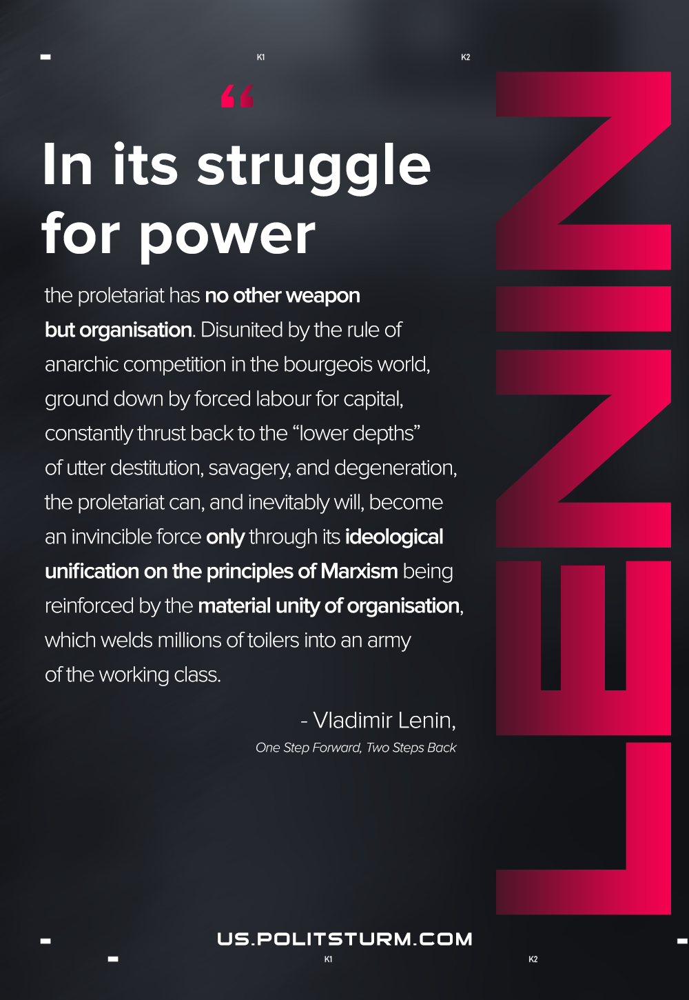 K1 K2
“
In its struggle
for power
the proletariat has no other weapon
but organisation. Disunited by the rule of
anarchic competition in the bourgeois world,
ground down by forced labour for capital,
constantly thrust back to the “lower depths”
of utter destitution, savagery, and degeneration,
the proletariat can, and inevitably will, become
an invincible force only through its ideological
unification on the principles of Marxism being
reinforced by the material unity of organisation,
which welds millions of toilers into an army
of the working class.
- Vladimir Lenin,
One Step Forward, Two Steps Back
LENIN
US.POLITSTURM.COM
K1 K2